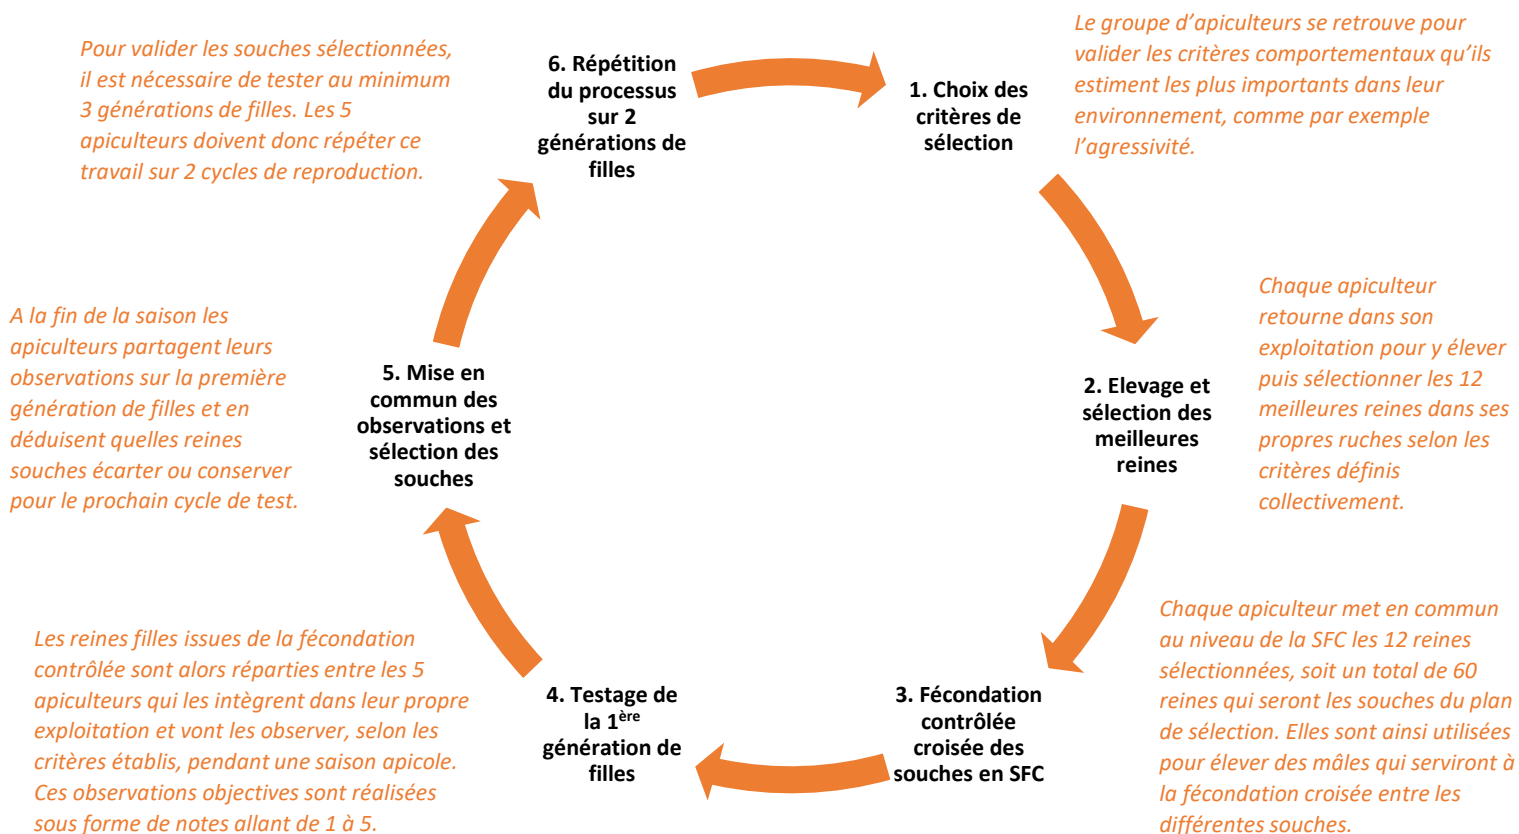 1. Choix des
critères de
sélection
Le groupe d’apiculteurs se retrouve pour
valider les critères comportementaux qu’ils
estiment les plus importants dans leur
environnement, comme par exemple
l’agressivité.
2. Elevage et
sélection des
meilleures
reines
Chaque apiculteur
retourne dans son
exploitation pour y élever
puis sélectionner les 12
meilleures reines dans ses
propres ruches selon les
critères définis
collectivement.
3. Fécondation
contrôlée
croisée des
souches en SFC
Chaque apiculteur met en commun
au niveau de la SFC les 12 reines
sélectionnées, soit un total de 60
reines qui seront les souches du plan
de sélection. Elles sont ainsi utilisées
pour élever des mâles qui serviront à
la fécondation croisée entre les
différentes souches.
4. Testage de
la 1ère
génération de
filles
Les reines filles issues de la fécondation
contrôlée sont alors réparties entre les 5
apiculteurs qui les intègrent dans leur propre
exploitation et vont les observer, selon les
critères établis, pendant une saison apicole.
Ces observations objectives sont réalisées
sous forme de notes allant de 1 à 5.
5. Mise en
commun des
observations et
sélection des
souches
A la fin de la saison les
apiculteurs partagent leurs
observations sur la première
génération de filles et en
déduisent quelles reines
souches écarter ou conserver
pour le prochain cycle de test.
6. Répétition
du processus
sur 2
générations de
filles
Pour valider les souches sélectionnées,
il est nécessaire de tester au minimum
3 générations de filles. Les 5
apiculteurs doivent donc répéter ce
travail sur 2 cycles de reproduction.